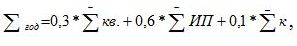 ∑ год = 0,3 * ∑̄ кв. + 0,6 * ∑̄ ИП + 0,1 * ∑̄ к ,